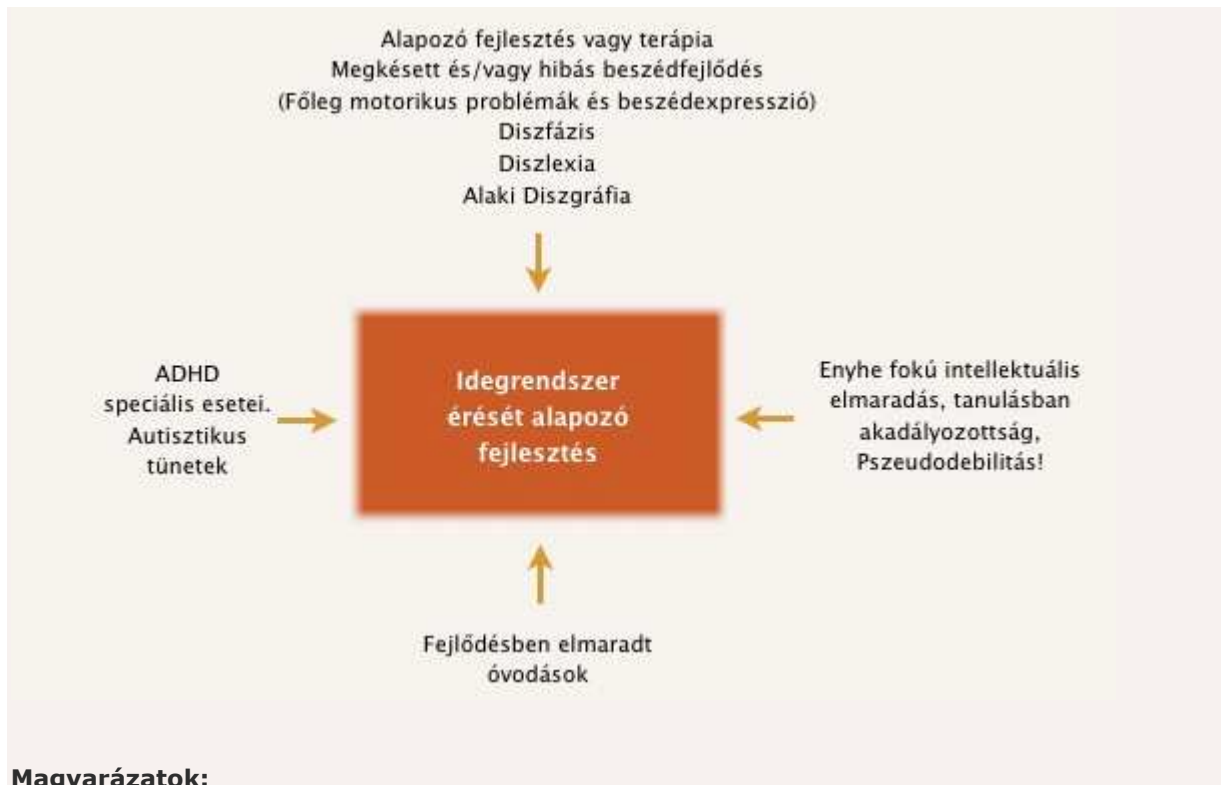 Alapozó fejlesztés vagy terápia
Megkésett és/vagy hibás beszédfejlődés
(Főleg motorikus problémák és beszédexpresszió)
Diszfázis
Diszlexia
Alaki Diszgráfia
ADHD
speciális esetei.
Autisztikus
tünetek
Idegrendszer
érését alapozó
fejlesztés
Enyhe fokú intellektuális
elmaradás, tanulásban
akadályozottság,
Pszeudodebilitás!
Fejlődésben elmaradt
óvodások
Magyarázatok: